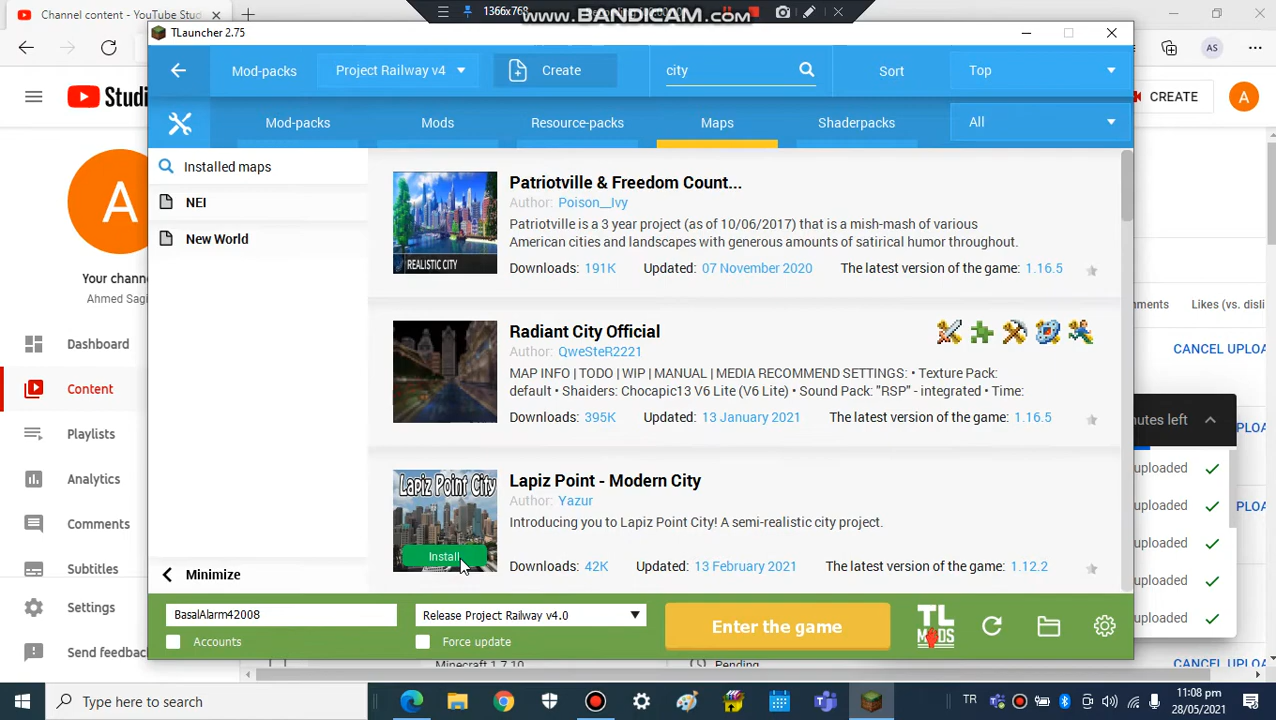 Channel content - YouTube Studi
1366x768
www.BANDICAM.com
TLauncher 2.75
Mod-packs
Project Railway v4
Create
city
Sort
Top
AS
Studi
CREATE
A
Mod-packs
Mods
Resource-packs
Maps
Shaderpacks
All
Installed maps
NEI
New World
Minimize
A
Your chann
Ahmed Sag
Dashboard
Content
Playlists
Analytics
Comments
Subtitles
Settings
Send feedbac
Patriotville & Freedom Count...
Author: Poison__Ivy
Patriotville is a 3 year project (as of 10/06/2017) that is a mish-mash of various
American cities and landscapes with generous amounts of satirical humor throughout.
REALISTIC CITY
Downloads: 191K Updated: 07 November 2020 The latest version of the game: 1.16.5
Radiant City Official
Author: QweSteR2221
MAP INFO | TODO | WIP | MANUAL | MEDIA RECOMMEND SETTINGS: • Texture Pack:
default • Shaiders: Chocapic13 V6 Lite (V6 Lite) • Sound Pack: "RSP" - integrated • Time:
Downloads: 395K Updated: 13 January 2021 The latest version of the game: 1.16.5
Lapiz Point City
Lapiz Point - Modern City
Author: Yazur
Introducing you to Lapiz Point City! A semi-realistic city project.
Install
Downloads: 42K Updated: 13 February 2021 The latest version of the game: 1.12.2
mments Likes (vs. disli
CANCEL UPLOA
nutes left
UPLOA
uploaded
uploaded
PLOA
uploaded
uploaded
uploaded
CANCEL UPLOA
BasalAlarm42008
Release Project Railway v4.0
Enter the game
TL
MODS
Accounts
Force update
Minecraft 1.7.10
Pending
Type here to search
TR
11:08 pm
28/05/2021